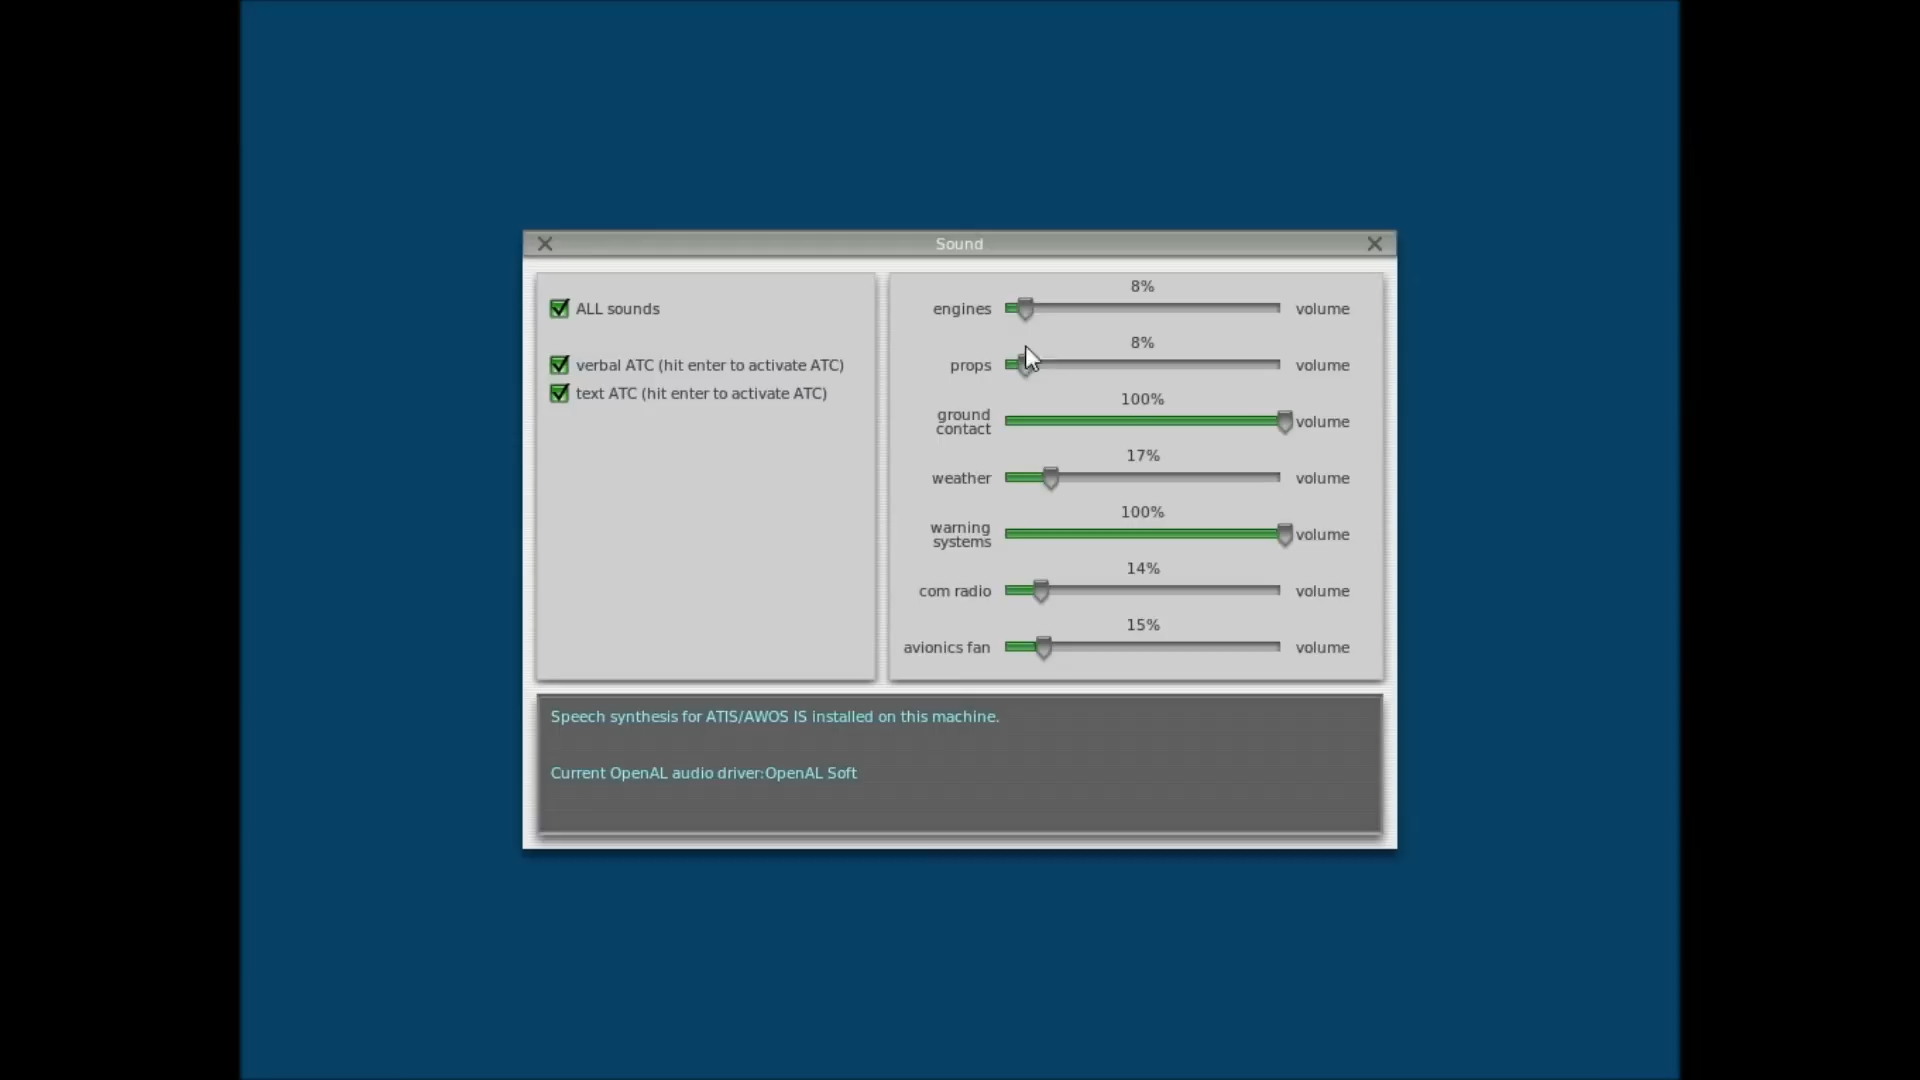 Sound
ALL sounds
verbal ATC (hit enter to activate ATC)
text ATC (hit enter to activate ATC)
8%
engines volume
8%
props volume
100%
ground
contact volume
17%
weather volume
100%
warning
systems volume
14%
com radio volume
15%
avionics fan volume
Speech synthesis for ATIS/AWOS IS installed on this machine.
Current OpenAL audio driver:OpenAL Soft